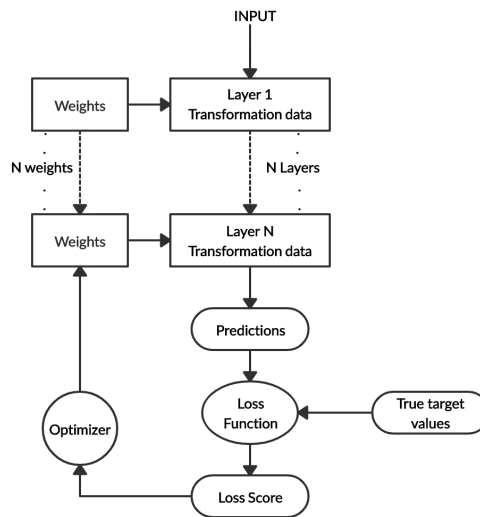 INPUT
Weights
Layer 1
Transformation data
N weights
N Layers
Weights
Layer N
Transformation data
Predictions
Loss
Function
True target
values
Optimizer
Loss Score